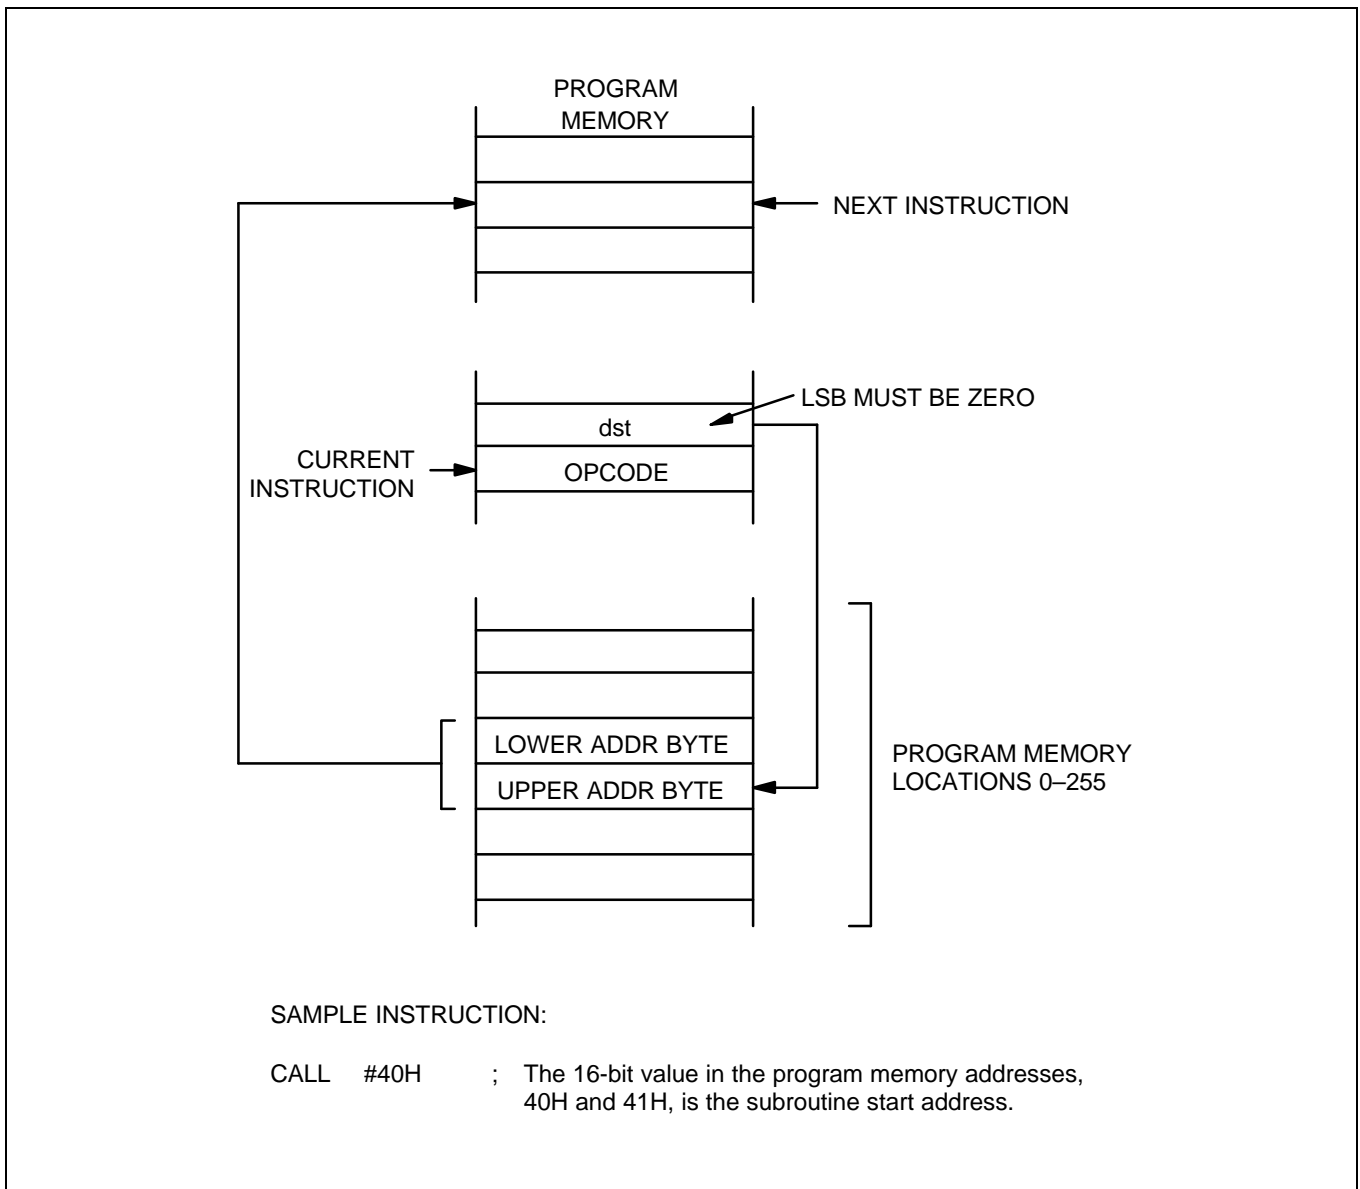 PROGRAM
MEMORY
NEXT INSTRUCTION
LSB MUST BE ZERO
dst
CURRENT
INSTRUCTION
OPCODE
LOWER ADDR BYTE
UPPER ADDR BYTE
PROGRAM MEMORY
LOCATIONS 0–255
SAMPLE INSTRUCTION:
CALL #40H ; The 16-bit value in the program memory addresses,
40H and 41H, is the subroutine start address.